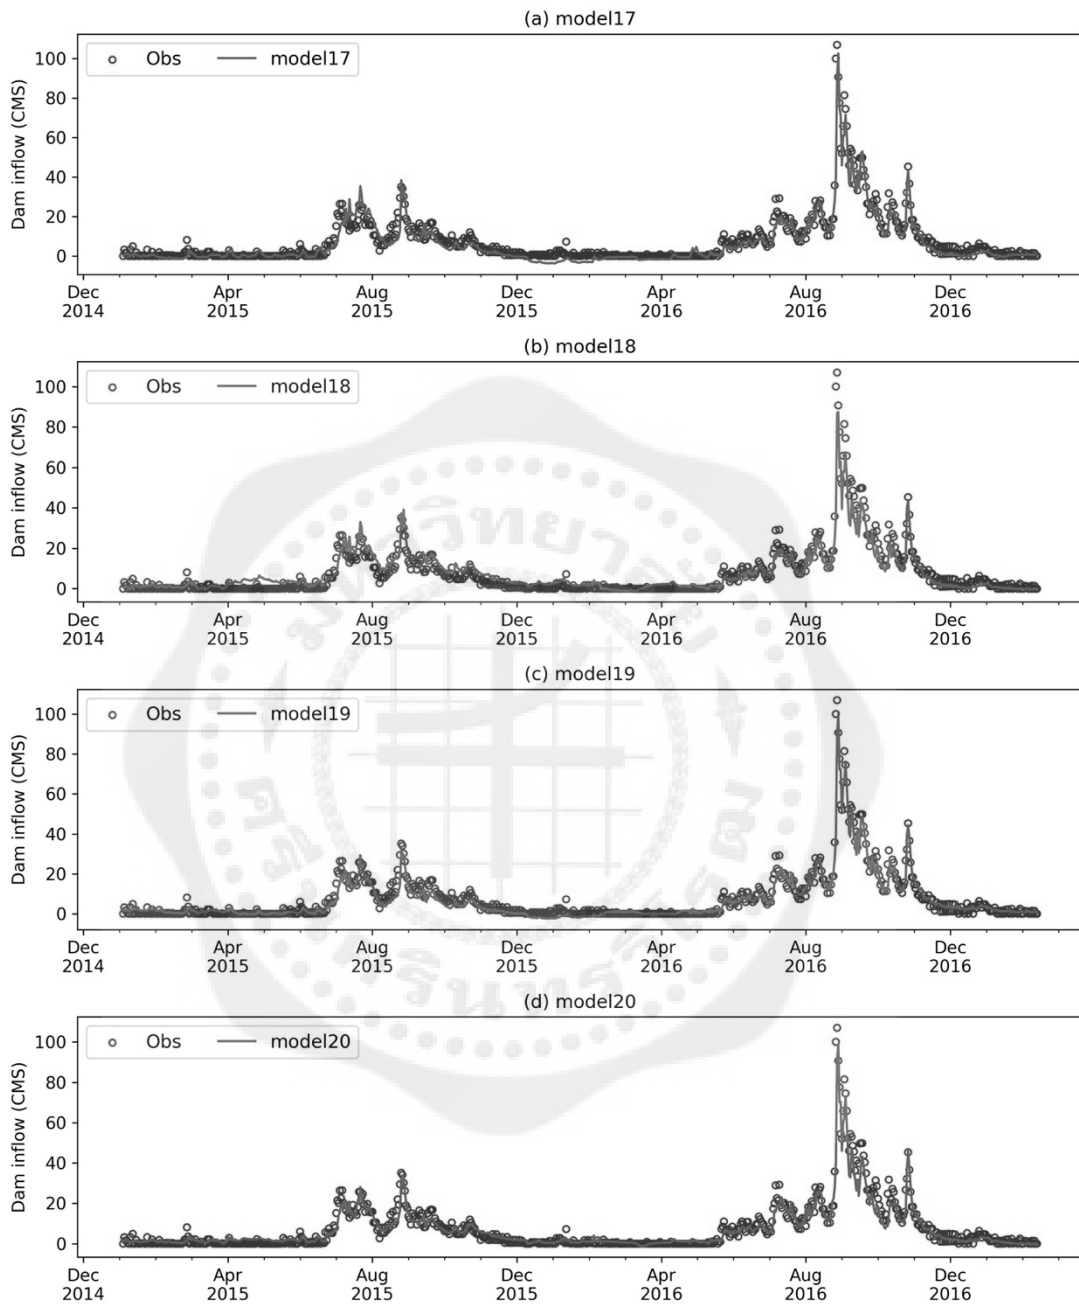 (a) model17
Obs model17
Dam inflow (CMS)
100
80
60
40
20
0
Dec Apr Aug Dec Apr Aug Dec
2014 2015 2015 2015 2016 2016 2016
(b) model18
Obs model18
Dam inflow (CMS)
100
80
60
40
20
0
Dec Apr Aug Dec Apr Aug Dec
2014 2015 2015 2015 2016 2016 2016
(c) model19
Obs model19
Dam inflow (CMS)
100
80
60
40
20
0
Dec Apr Aug Dec Apr Aug Dec
2014 2015 2015 2015 2016 2016 2016
(d) model20
Obs model20
Dam inflow (CMS)
100
80
60
40
20
0
Dec Apr Aug Dec Apr Aug Dec
2014 2015 2015 2015 2016 2016 2016